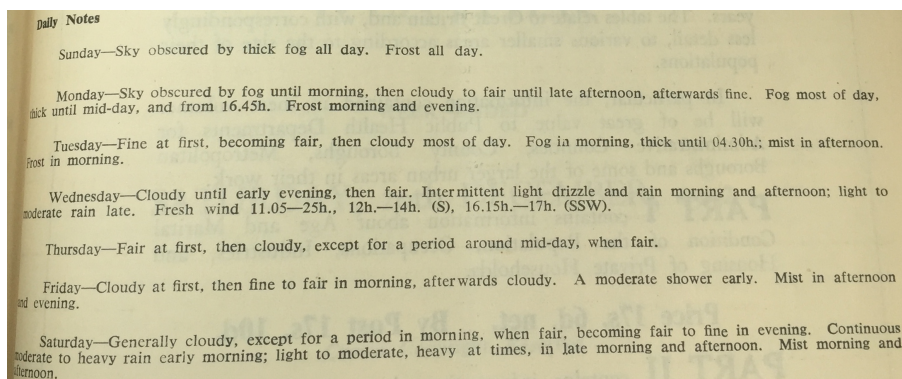 Daily Notes
Sunday—Sky obscured by thick fog all day. Frost all day.
Monday—Sky obscured by fog until morning, then cloudy to fair until late afternoon, afterwards fine. Fog most of day,
thick until mid-day, and from 16.45h. Frost morning and evening.
Tuesday—Fine at first, becoming fair, then cloudy most of day. Fog in morning, thick until 04.30h.; mist in afternoon.
Frost in morning.
Wednesday—Cloudy until early evening, then fair. Intermittent light drizzle and rain morning and afternoon; light to
moderate rain late. Fresh wind 11.05—25h., 12h.—14h. (S), 16.15h.—17h. (SSW).
Thursday—Fair at first, then cloudy, except for a period around mid-day, when fair.
Friday—Cloudy at first, then fine to fair in morning, afterwards cloudy. A moderate shower early. Mist in afternoon
and evening.
Saturday—Generally cloudy, except for a period in morning, when fair, becoming fair to fine in evening. Continuous
moderate to heavy rain early morning; light to moderate, heavy at times, in late morning and afternoon. Mist morning and
afternoon.